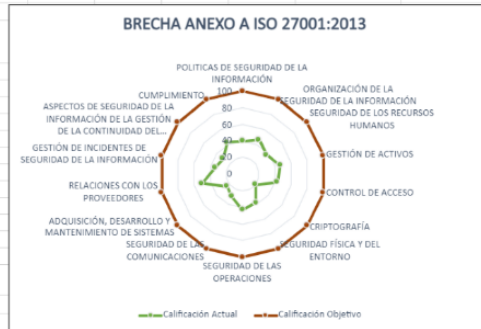 BRECHA ANEXO A ISO 27001:2013
POLITICAS DE SEGURIDAD DE LA
INFORMACIÓN
ORGANIZACIÓN DE LA
SEGURIDAD DE LA INFORMACIÓN
SEGURIDAD DE LOS RECURSOS
HUMANOS
GESTIÓN DE ACTIVOS
CONTROL DE ACCESO
CRIPTOGRAFÍA
SEGURIDAD FÍSICA Y DEL
ENTORNO
SEGURIDAD DE LAS
OPERACIONES
SEGURIDAD DE LAS
COMUNICACIONES
ADQUISICIÓN, DESARROLLO Y
MANTENIMIENTO DE SISTEMAS
RELACIONES CON LOS
PROVEEDORES
GESTIÓN DE INCIDENTES DE
SEGURIDAD DE LA INFORMACIÓN
ASPECTOS DE SEGURIDAD DE LA
INFORMACIÓN DE LA GESTIÓN
DE LA CONTINUIDAD DEL...
CUMPLIMIENTO
100
80
60
40
20
0
Calificación Actual
Calificación Objetivo